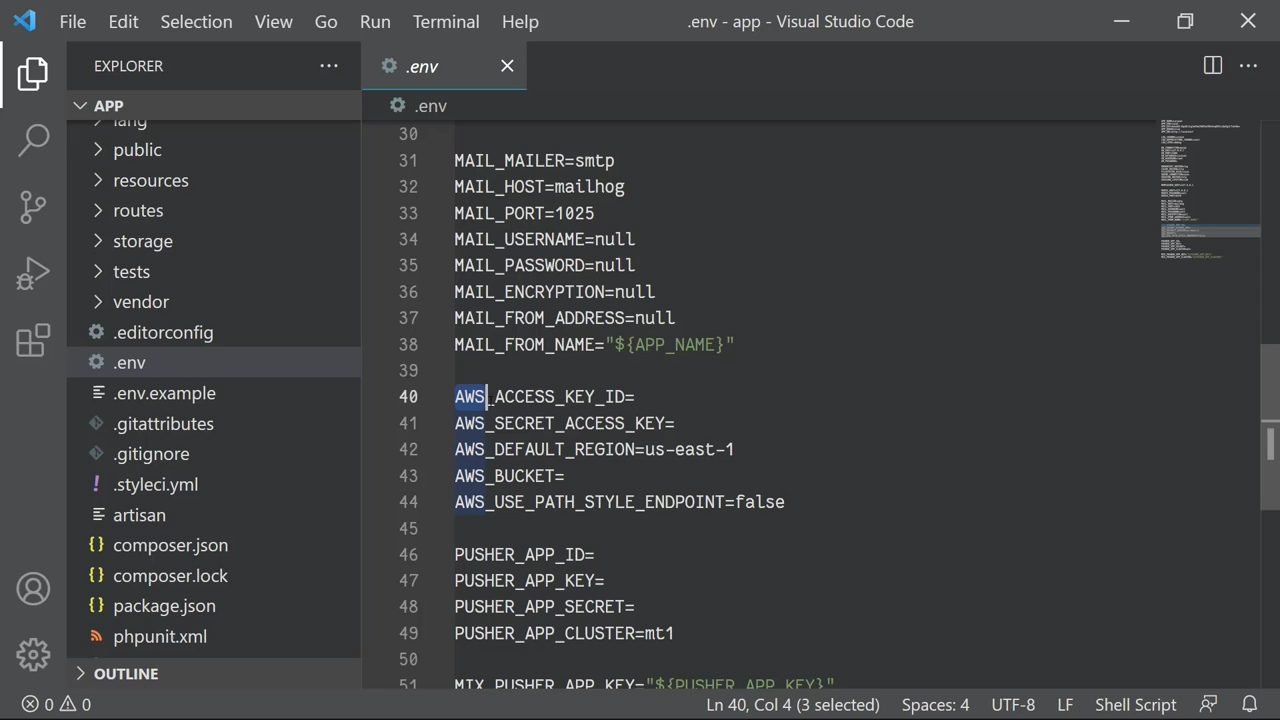 File Edit Selection View Go Run Terminal Help .env - app - Visual Studio Code
EXPLORER
.env
APP
.env
lang
public
resources
routes
storage
tests
vendor
.editorconfig
.env
.env.example
.gitattributes
.gitignore
.styleci.yml
artisan
composer.json
composer.lock
package.json
phpunit.xml
OUTLINE
30
31 MAIL_MAILER=smtp
32 MAIL_HOST=mailhog
33 MAIL_PORT=1025
34 MAIL_USERNAME=null
35 MAIL_PASSWORD=null
36 MAIL_ENCRYPTION=null
37 MAIL_FROM_ADDRESS=null
38 MAIL_FROM_NAME="${APP_NAME}"
39
40 AWS_ACCESS_KEY_ID=
41 AWS_SECRET_ACCESS_KEY=
42 AWS_DEFAULT_REGION=us-east-1
43 AWS_BUCKET=
44 AWS_USE_PATH_STYLE_ENDPOINT=false
45
46 PUSHER_APP_ID=
47 PUSHER_APP_KEY=
48 PUSHER_APP_SECRET=
49 PUSHER_APP_CLUSTER=mt1
50
51 MIX_PUSHER_APP_KEY="${PUSHER_APP_KEY}"
0 0 Ln 40, Col 4 (3 selected) Spaces: 4 UTF-8 LF Shell Script